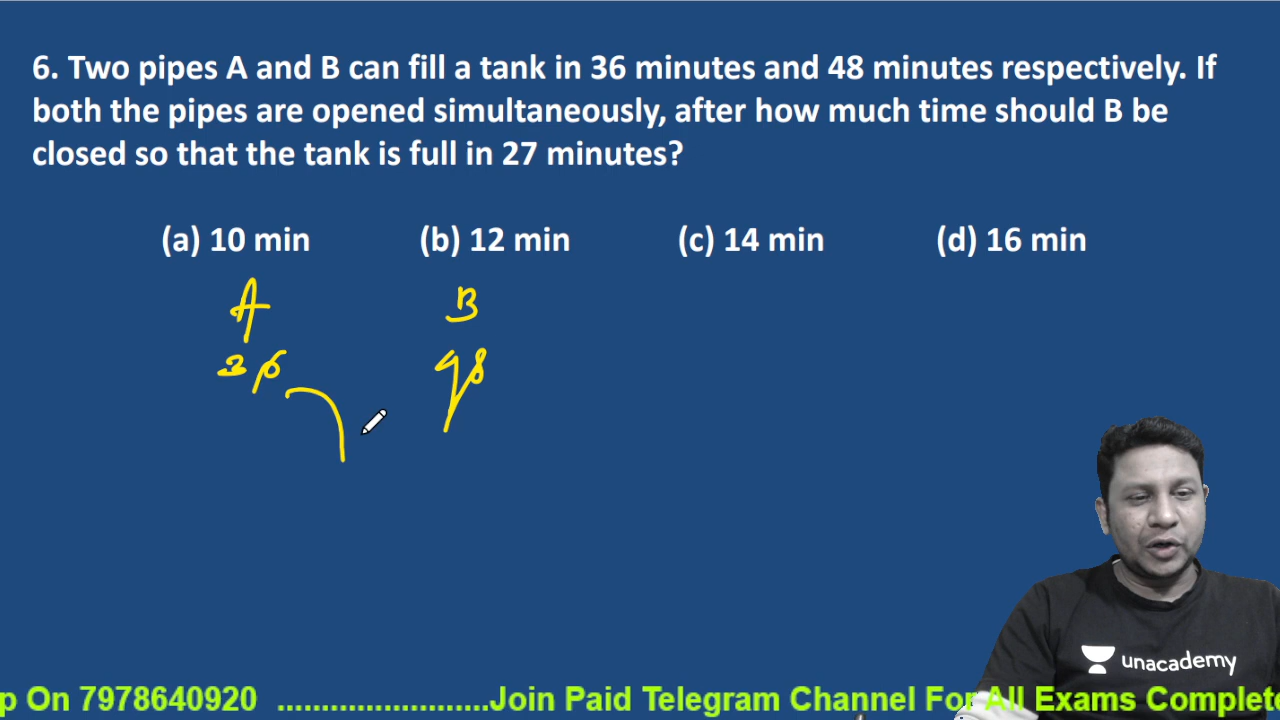 6. Two pipes A and B can fill a tank in 36 minutes and 48 minutes respectively. If
both the pipes are opened simultaneously, after how much time should B be
closed so that the tank is full in 27 minutes?
(a) 10 min (b) 12 min (c) 14 min (d) 16 min
A B
36 48
unacademy
p On 7978640920 ........................Join Paid Telegram Channel For All Exams Complete